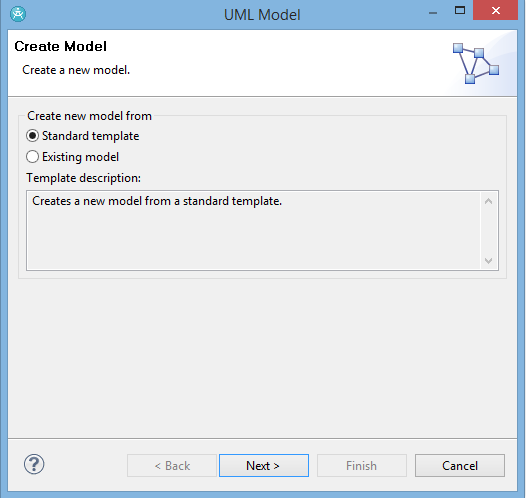 UML Model
Create Model
Create a new model.
Create new model from
Standard template
Existing model
Template description:
Creates a new model from a standard template.
?
< Back
Next >
Finish
Cancel